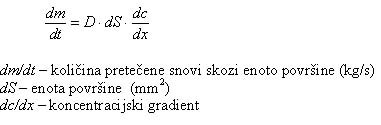 dm/dt = D · dS · dc/dx
dm/dt – količina pretečene snovi skozi enoto površine (kg/s)
dS – enota površine (mm²)
dc/dx – koncentracijski gradient